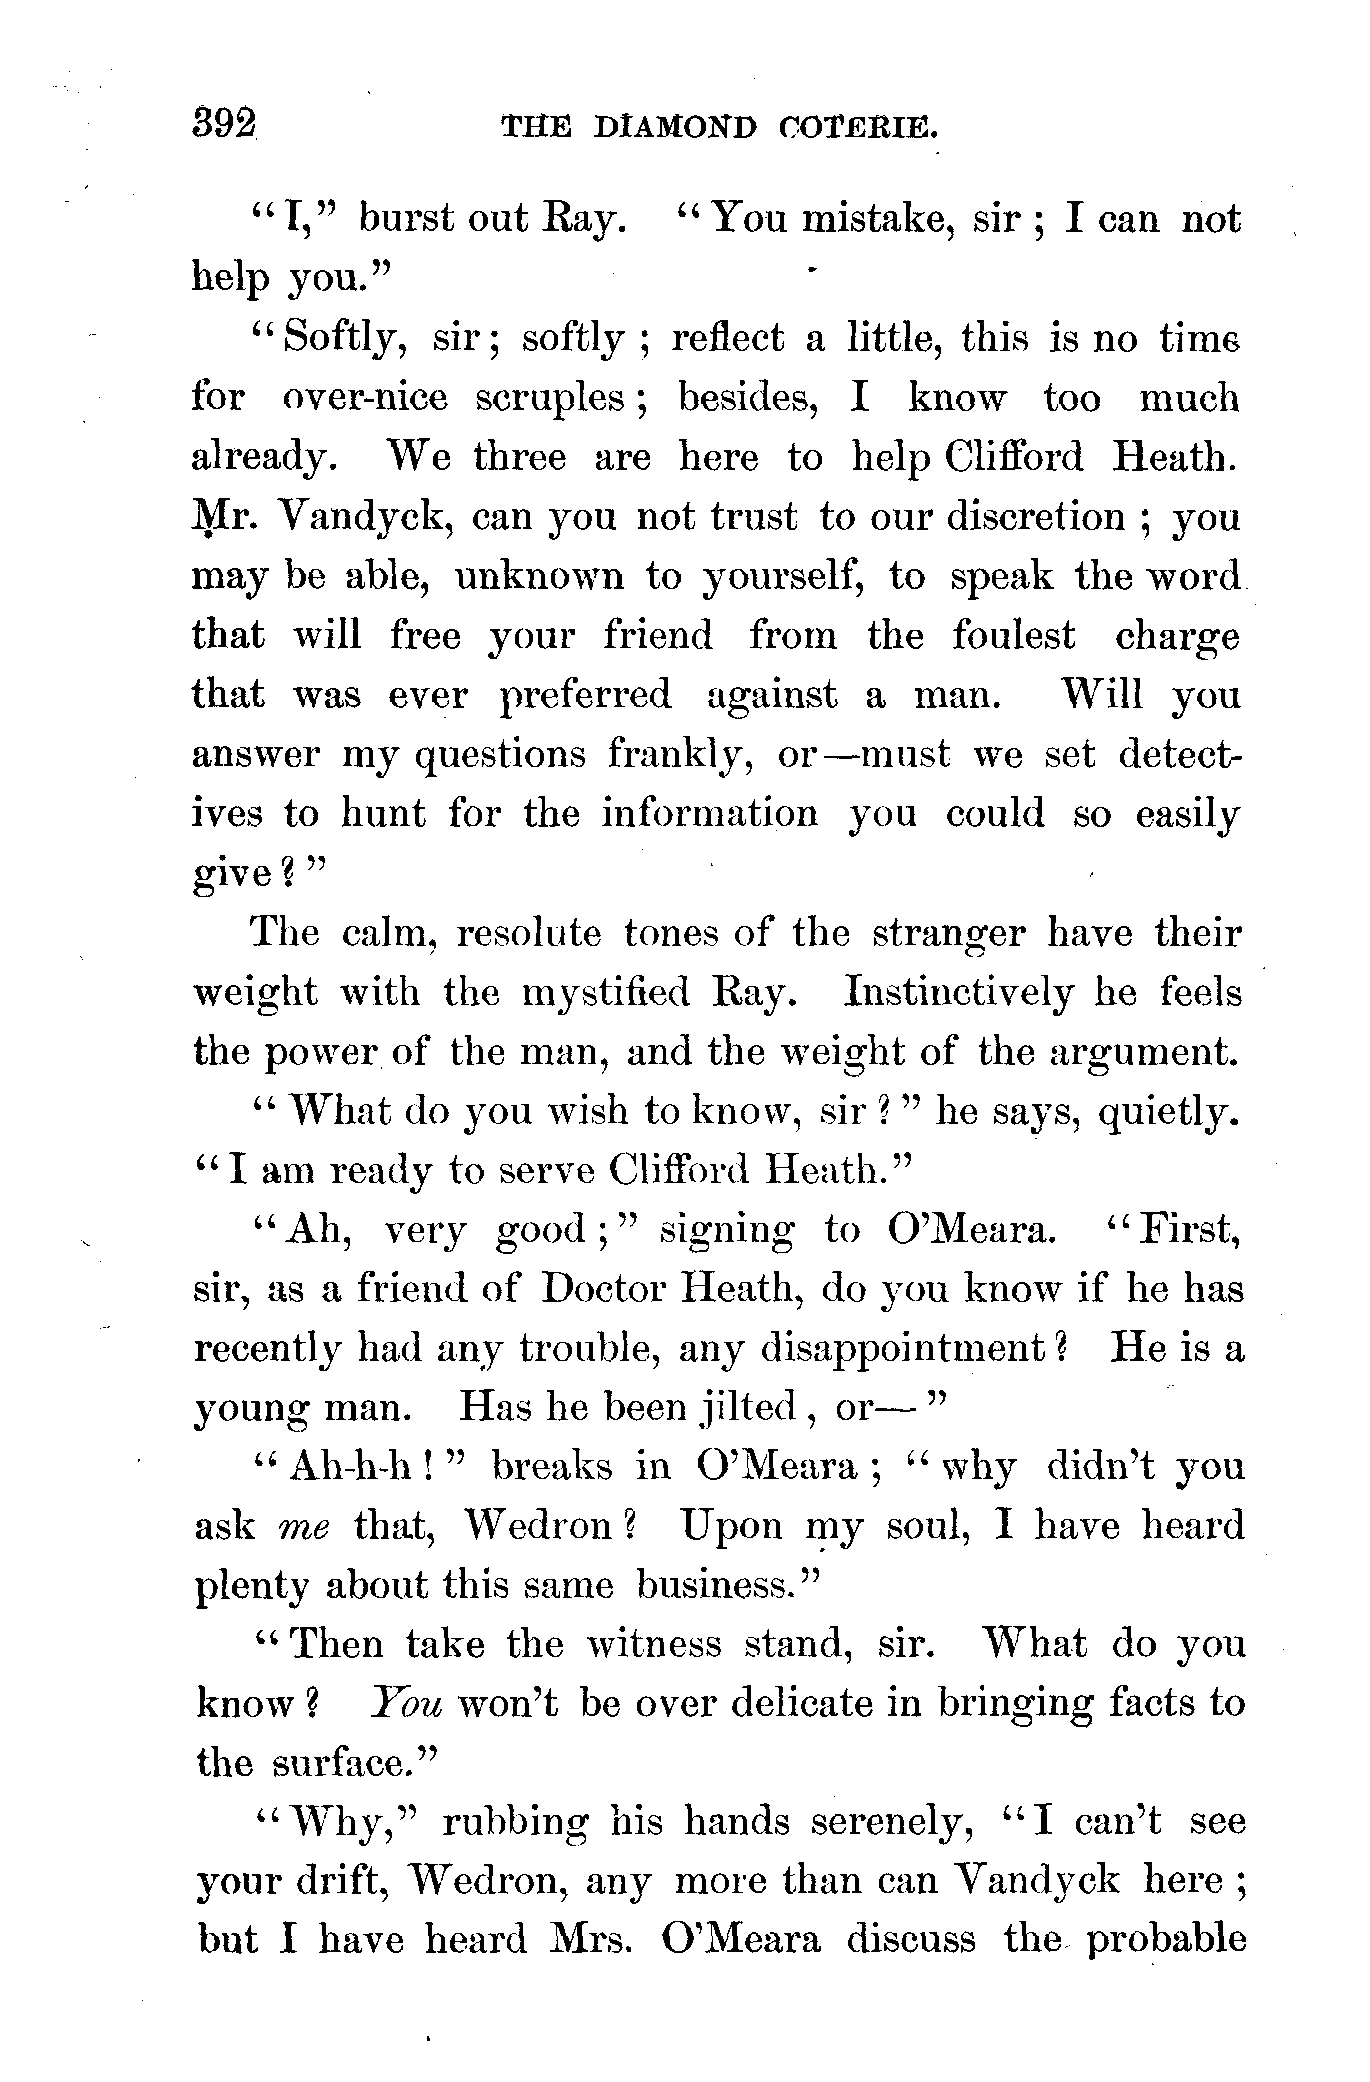 392 THE DIAMOND COTERIE.
“I,” burst out Ray. “You mistake, sir; I can not
help you.”
“Softly, sir; softly; reflect a little, this is no time
for over-nice scruples; besides, I know too much
already. We three are here to help Clifford Heath.
Mr. Vandyck, can you not trust to our discretion; you
may be able, unknown to yourself, to speak the word
that will free your friend from the foulest charge
that was ever preferred against a man. Will you
answer my questions frankly, or—must we set detect-
ives to hunt for the information you could so easily
give?”
The calm, resolute tones of the stranger have their
weight with the mystified Ray. Instinctively he feels
the power of the man, and the weight of the argument.
“What do you wish to know, sir?” he says, quietly.
“I am ready to serve Clifford Heath.”
“Ah, very good;” signing to O’Meara. “First,
sir, as a friend of Doctor Heath, do you know if he has
recently had any trouble, any disappointment? He is a
young man. Has he been jilted, or—”
“Ah-h-h!” breaks in O’Meara; “why didn’t you
ask me that, Wedron? Upon my soul, I have heard
plenty about this same business.”
“Then take the witness stand, sir. What do you
know? You won’t be over delicate in bringing facts to
the surface.”
“Why,” rubbing his hands serenely, “I can’t see
your drift, Wedron, any more than can Vandyck here;
but I have heard Mrs. O’Meara discuss the probable